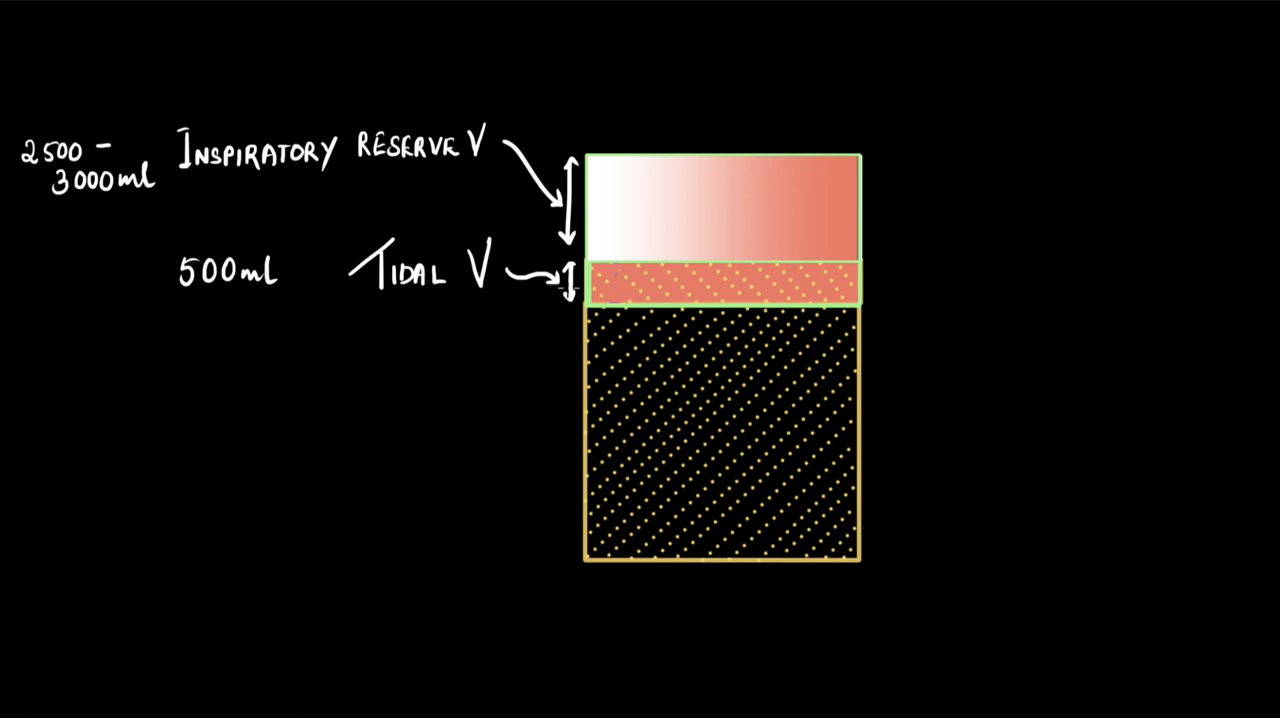 2500 -
3000ml
INSPIRATORY RESERVE V
500ml
TIDAL V